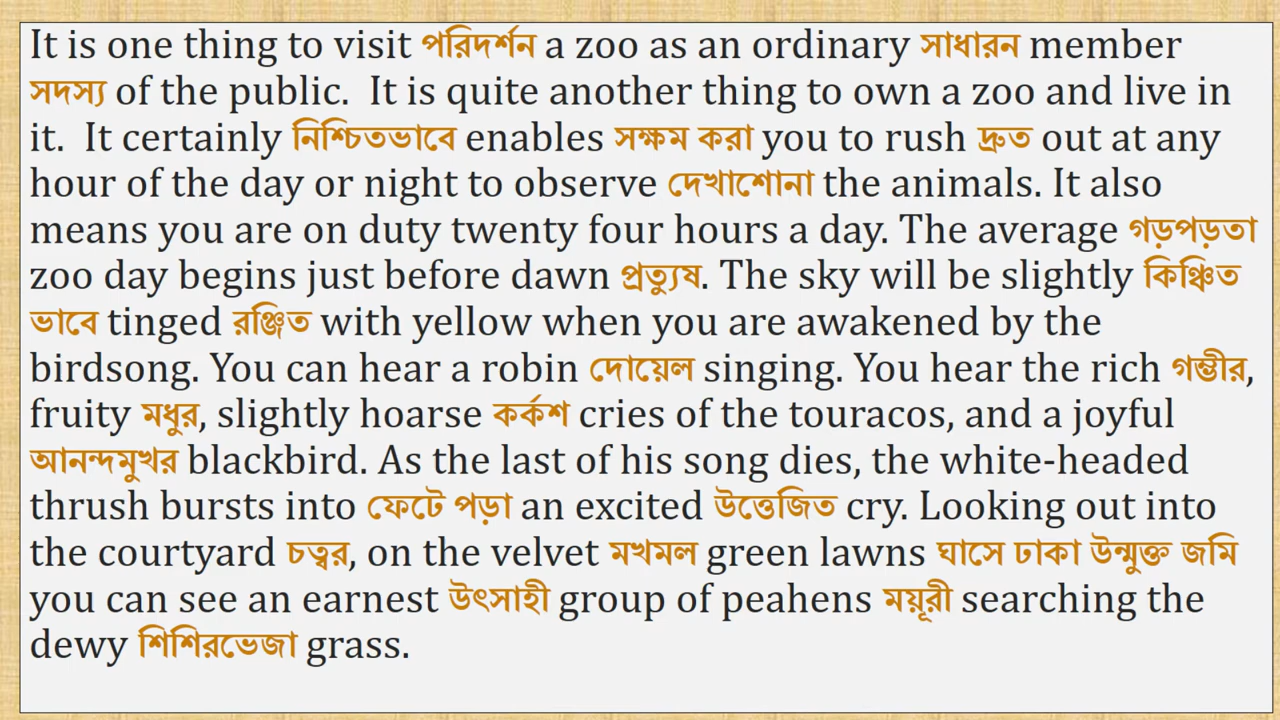 It is one thing to visit পরিদর্শন a zoo as an ordinary সাধারন member
সদস্য of the public.  It is quite another thing to own a zoo and live in
it.  It certainly নিশ্চিতভাবে enables সক্ষম করা you to rush দ্রুত out at any
hour of the day or night to observe দেখাশোনা the animals. It also
means you are on duty twenty four hours a day. The average গড়পড়তা
zoo day begins just before dawn প্রত্যুষ. The sky will be slightly কিঞ্চিত
ভাবে tinged রঞ্জিত with yellow when you are awakened by the
birdsong. You can hear a robin দোয়েল singing. You hear the rich গম্ভীর,
fruity মধুর, slightly hoarse কর্কশ cries of the touracos, and a joyful
আনন্দমুখর blackbird. As the last of his song dies, the white-headed
thrush bursts into ফেটে পড়া an excited উত্তেজিত cry. Looking out into
the courtyard চত্বর, on the velvet মখমল green lawns ঘাসে ঢাকা উন্মুক্ত জমি
you can see an earnest উৎসাহী group of peahens ময়ূরী searching the
dewy শিশিরভেজা grass.